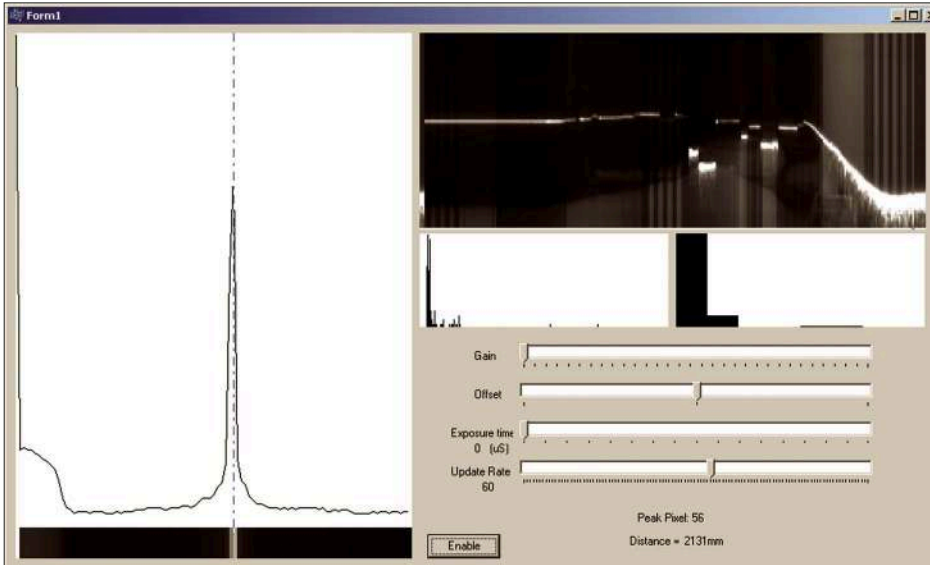 Form1
Gain
Offset
Exposure time
0 (uS)
Update Rate
60
Peak Pixel: 56
Enable
Distance = 2131mm